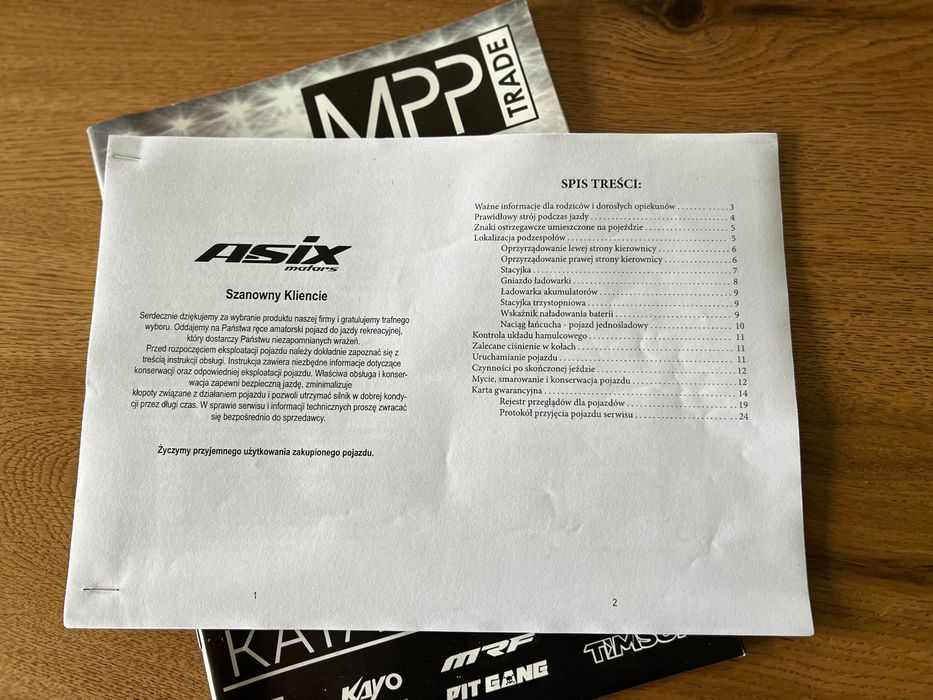 MPP
TRADE
ASIX
motors
Szanowny Kliencie
Serdecznie dziękujemy za wybranie produktu naszej firmy i gratulujemy trafnego
wyboru. Oddajemy na Państwa ręce amatorski pojazd do jazdy rekreacyjnej,
który dostarczy Państwu niezapomnianych wrażeń.
Przed rozpoczęciem eksploatacji pojazdu należy dokładnie zapoznać się z
treścią instrukcji obsługi. Instrukcja zawiera niezbędne informacje dotyczące
konserwacji oraz odpowiedniej eksploatacji pojazdu. Właściwa obsługa i konser-
wacja zapewni bezpieczną jazdę, zminimalizuje
kłopoty związane z działaniem pojazdu i pozwoli utrzymać silnik w dobrej kondy-
cji przez długi czas. W sprawie serwisu i informacji technicznych proszę zwracać
się bezpośrednio do sprzedawcy.
Życzymy przyjemnego użytkowania zakupionego pojazdu.
1
SPIS TREŚCI:
Ważne informacje dla rodziców i dorosłych opiekunów . . . . . . . . . . . . . 3
Prawidłowy strój podczas jazdy . . . . . . . . . . . . . . . . . . . . . . . . . . . . . . . 4
Znaki ostrzegawcze umieszczone na pojeździe . . . . . . . . . . . . . . . . . . . . 5
Lokalizacja podzespołów . . . . . . . . . . . . . . . . . . . . . . . . . . . . . . . . . . . . 5
Oprzyrządowanie lewej strony kierownicy . . . . . . . . . . . . . . . . . 6
Oprzyrządowanie prawej strony kierownicy . . . . . . . . . . . . . . . . 6
Stacyjka . . . . . . . . . . . . . . . . . . . . . . . . . . . . . . . . . . . . . . . . . . . 7
Gniazdo ładowarki . . . . . . . . . . . . . . . . . . . . . . . . . . . . . . . . . . 8
Ładowarka akumulatorów . . . . . . . . . . . . . . . . . . . . . . . . . . . . 9
Stacyjka trzystopniowa . . . . . . . . . . . . . . . . . . . . . . . . . . . . . . . 9
Wskaźnik naładowania baterii . . . . . . . . . . . . . . . . . . . . . . . . . 9
Naciąg łańcucha - pojazd jednośladowy . . . . . . . . . . . . . . . . . . 10
Kontrola układu hamulcowego . . . . . . . . . . . . . . . . . . . . . . . . . . . . . . 11
Zalecane ciśnienie w kołach . . . . . . . . . . . . . . . . . . . . . . . . . . . . . . . . . 11
Uruchamianie pojazdu . . . . . . . . . . . . . . . . . . . . . . . . . . . . . . . . . . . . 11
Czynności po skończonej jeździe . . . . . . . . . . . . . . . . . . . . . . . . . . . . . 12
Mycie, smarowanie i konserwacja pojazdu . . . . . . . . . . . . . . . . . . . . . 12
Karta gwarancyjna . . . . . . . . . . . . . . . . . . . . . . . . . . . . . . . . . . . . . . . 14
Rejestr przeglądów dla pojazdów . . . . . . . . . . . . . . . . . . . . . . . 19
Protokół przyjęcia pojazdu serwisu . . . . . . . . . . . . . . . . . . . . . 24
2
KAYO
MRF
PIT GANG